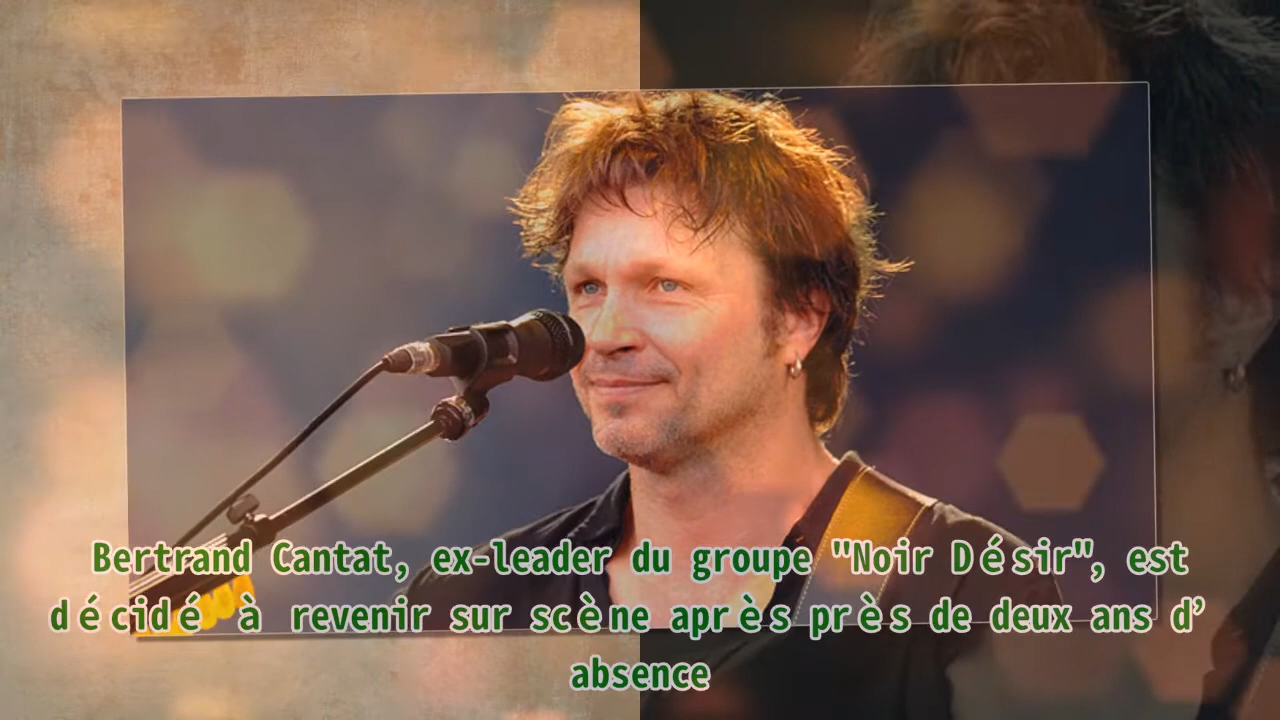 Bertrand Cantat, ex-leader du groupe "Noir Désir", est
décidé à revenir sur scène après près de deux ans d’
absence